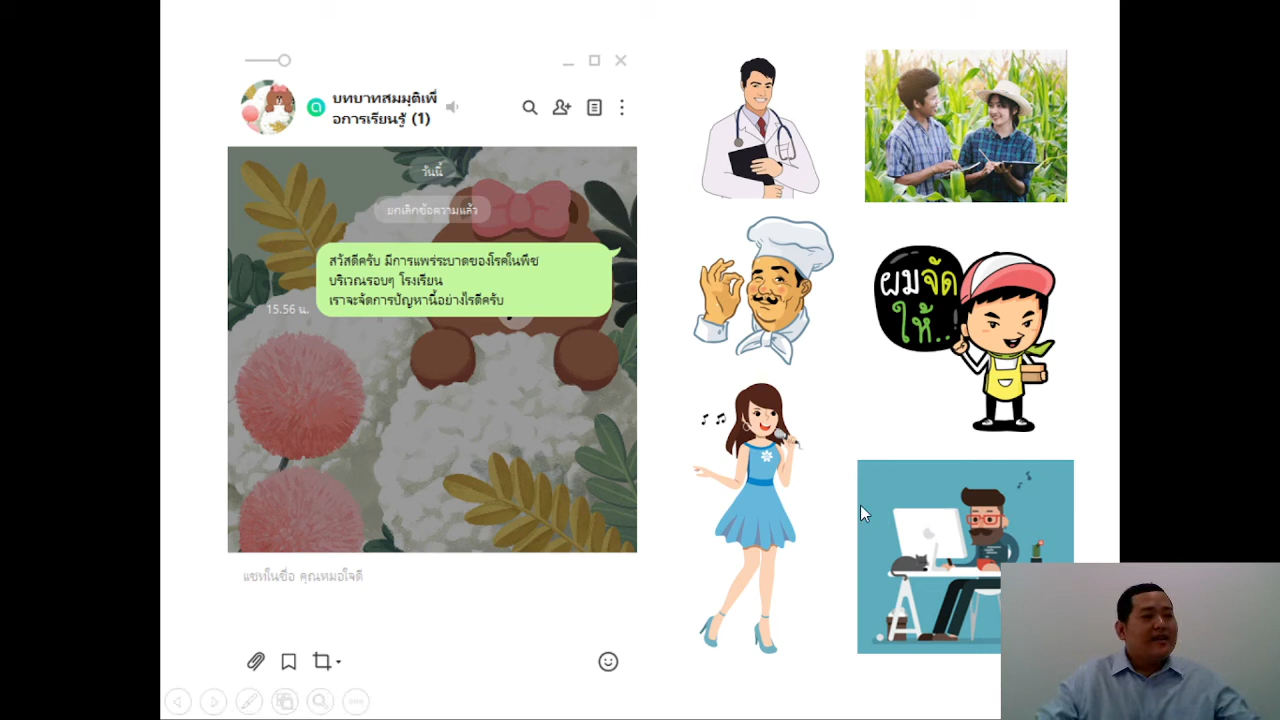 บทบาทสมมุติเพื่
อการเรียนรู้ (1)
วันนี้
ยกเลิกข้อความแล้ว
สวัสดีครับ มีการแพร่ระบาดของโรคในพืช
บริเวณรอบๆ โรงเรียน
เราจะจัดการปัญหานี้อย่างไรดีครับ
15.56 น.
แชทในชื่อ คุณหมอใจดี
ผมจัด
ให้..